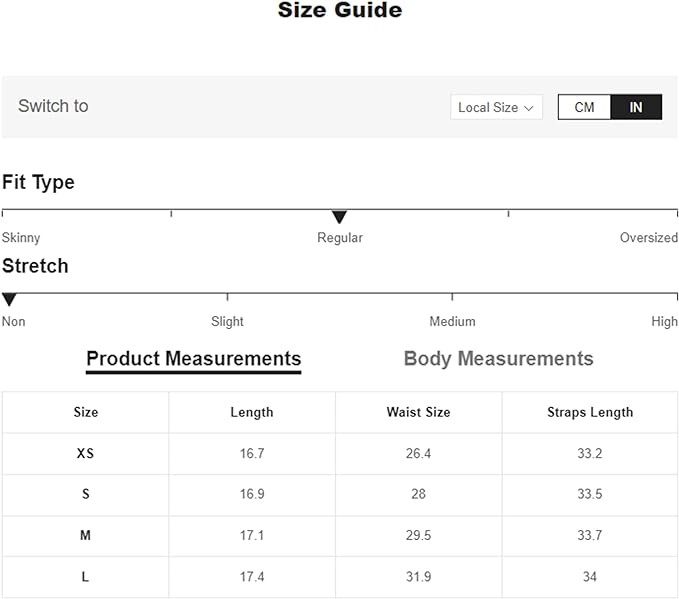 Size Guide
Switch to
Local Size
CM
IN
Fit Type
Skinny Regular Oversized
Stretch
Non Slight Medium High
Product Measurements Body Measurements
Size Length Waist Size Straps Length
XS 16.7 26.4 33.2
S 16.9 28 33.5
M 17.1 29.5 33.7
L 17.4 31.9 34